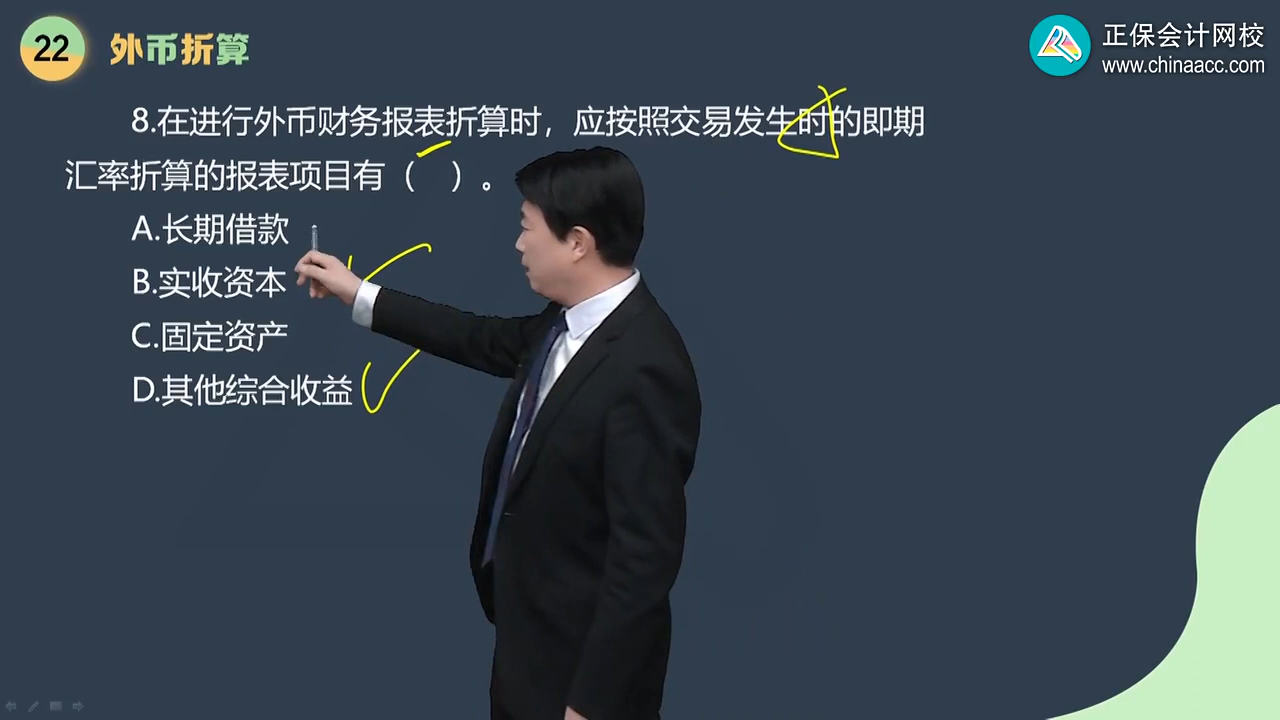 22 外币折算
正保会计网校
www.chinaacc.com
8.在进行外币财务报表折算时，应按照交易发生时的即期
汇率折算的报表项目有（ ）。
A.长期借款
B.实收资本
C.固定资产
D.其他综合收益